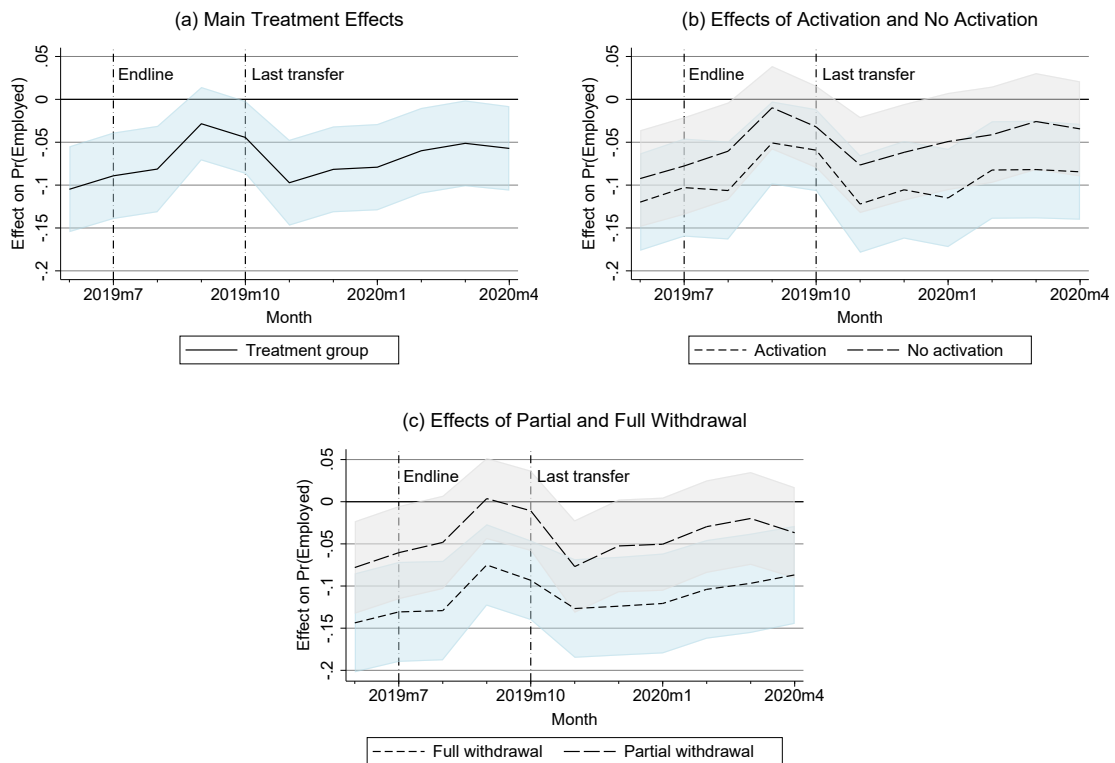 (a) Main Treatment Effects
Effect on Pr(Employed)
.05
0
-.05
-.1
-.15
-.2
Endline
Last transfer
2019m7
2019m10
2020m1
2020m4
Month
Treatment group
(b) Effects of Activation and No Activation
Effect on Pr(Employed)
.05
0
-.05
-.1
-.15
-.2
Endline
Last transfer
2019m7
2019m10
2020m1
2020m4
Month
Activation
No activation
(c) Effects of Partial and Full Withdrawal
Effect on Pr(Employed)
.05
0
-.05
-.1
-.15
-.2
Endline
Last transfer
2019m7
2019m10
2020m1
2020m4
Month
Full withdrawal
Partial withdrawal